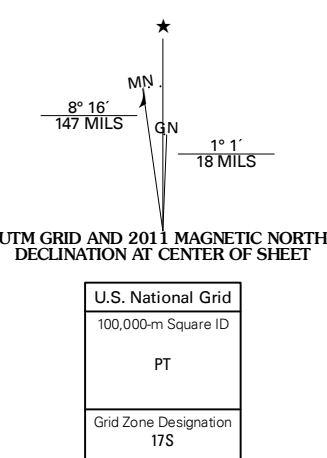 ★
MN
8° 16´
147 MILS
GN
1° 1´
18 MILS
UTM GRID AND 2011 MAGNETIC NORTH
DECLINATION AT CENTER OF SHEET
U.S. National Grid
100,000-m Square ID
PT
Grid Zone Designation
17S